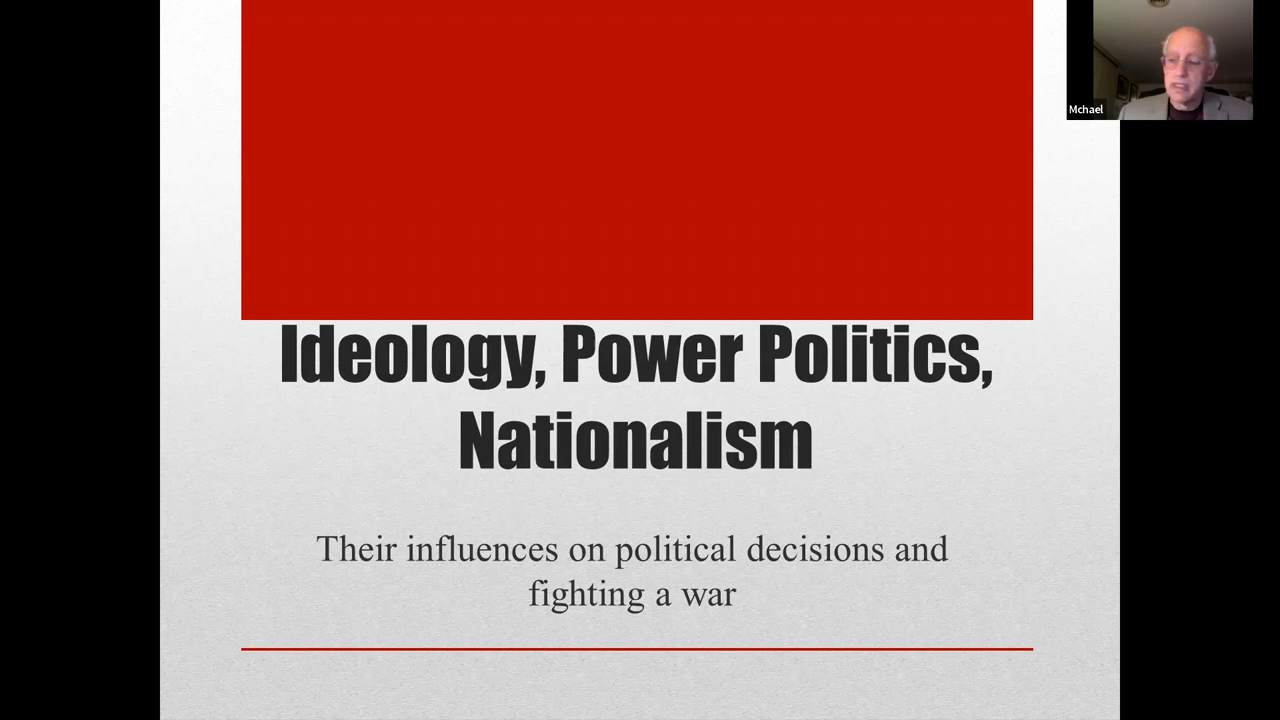 Mchael
Ideology, Power Politics,
Nationalism
Their influences on political decisions and
fighting a war